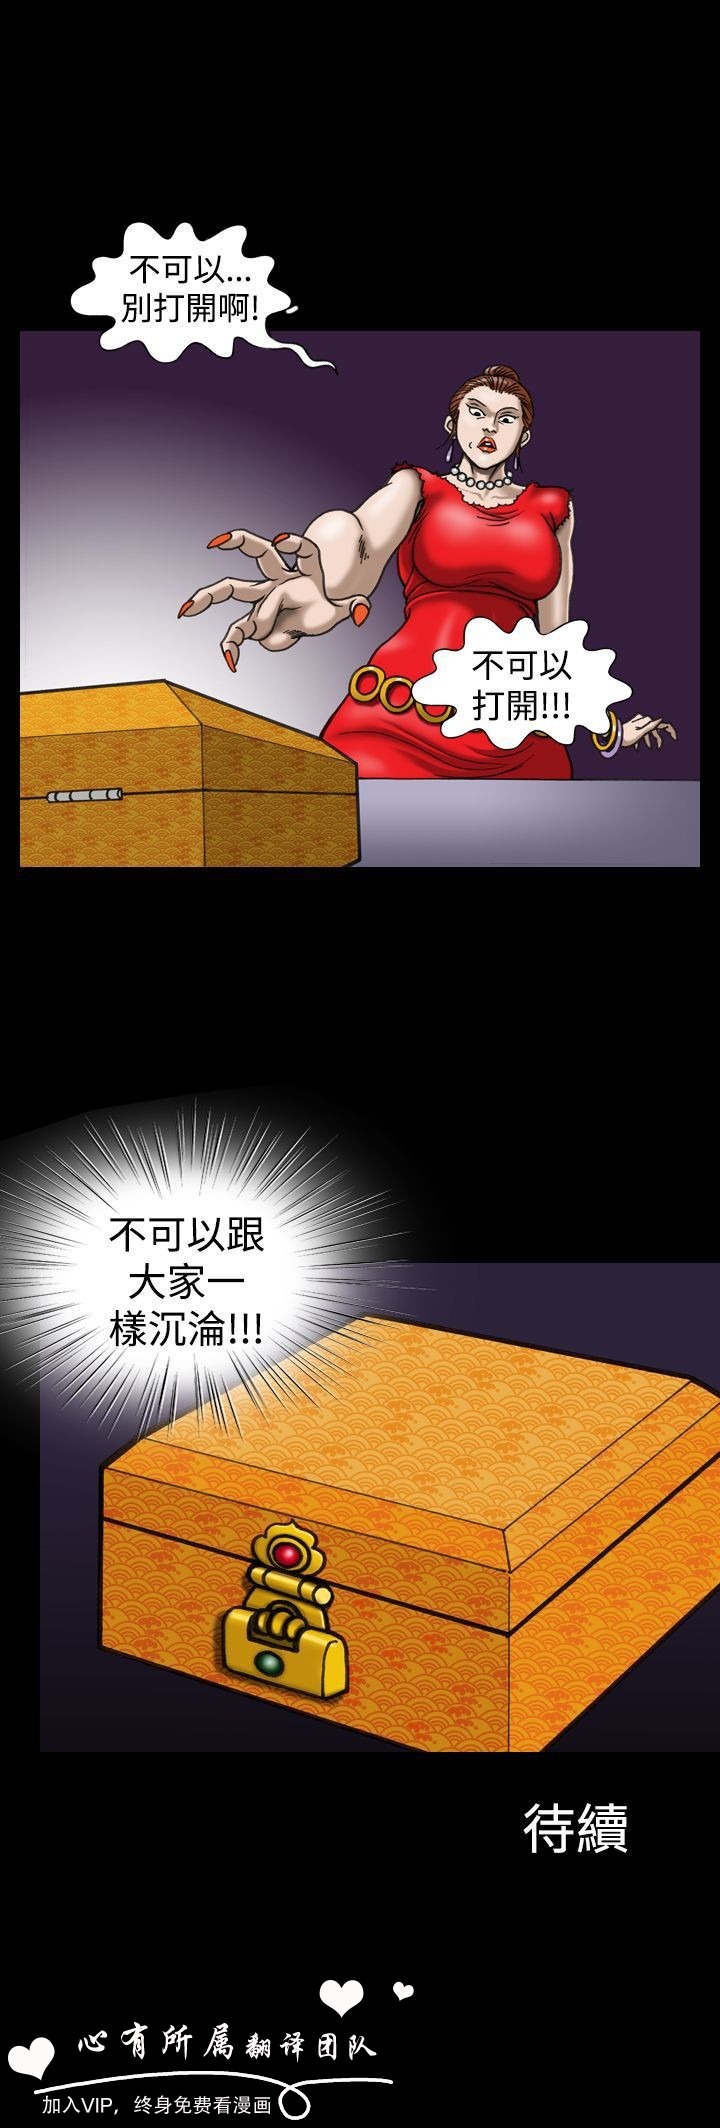 不可以...
別打開啊!
不可以
打開!!!
不可以跟
大家一
樣沉淪!!!
待續
心有所属翻译团队
加入VIP，终身免费看漫画